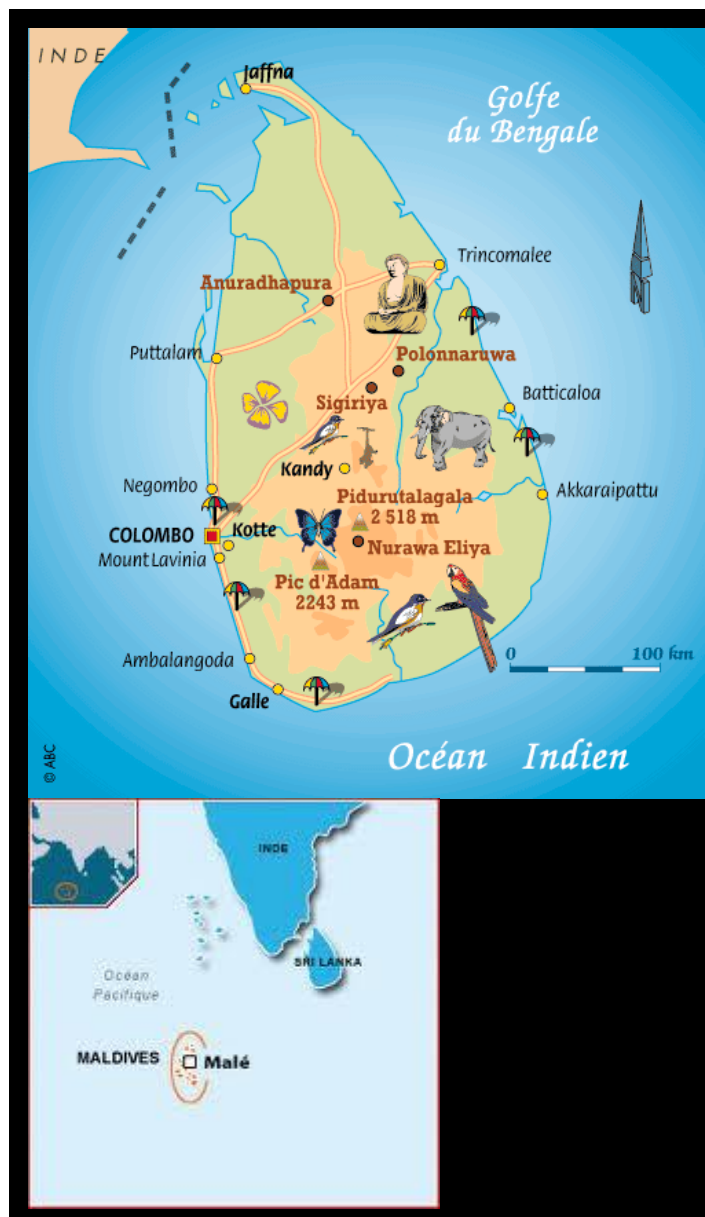 INDE
Jaffna
Golfe
du Bengale
Trincomalee
Anuradhapura
N
Puttalam
Polonnaruwa
Batticaloa
Sigiriya
Kandy
Negombo
Pidurutalagala
2 518 m
Akkaraipattu
COLOMBO
Kotte
Nurawa Eliya
Mount Lavinia
Pic d'Adam
2243 m
0 100 km
Ambalangoda
Galle
© ABC
Océan Indien
INDE
SRI LANKA
Océan
Pacifique
MALDIVES
Malé